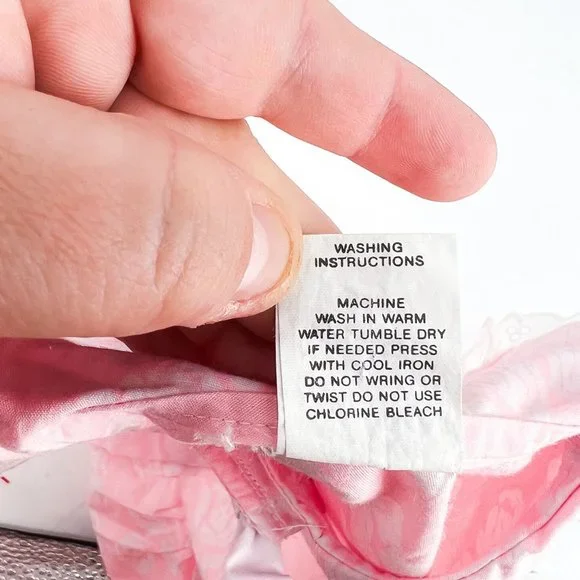 WASHING
INSTRUCTIONS
MACHINE
WASH IN WARM
WATER TUMBLE DRY
IF NEEDED PRESS
WITH COOL IRON
DO NOT WRING OR
TWIST DO NOT USE
CHLORINE BLEACH